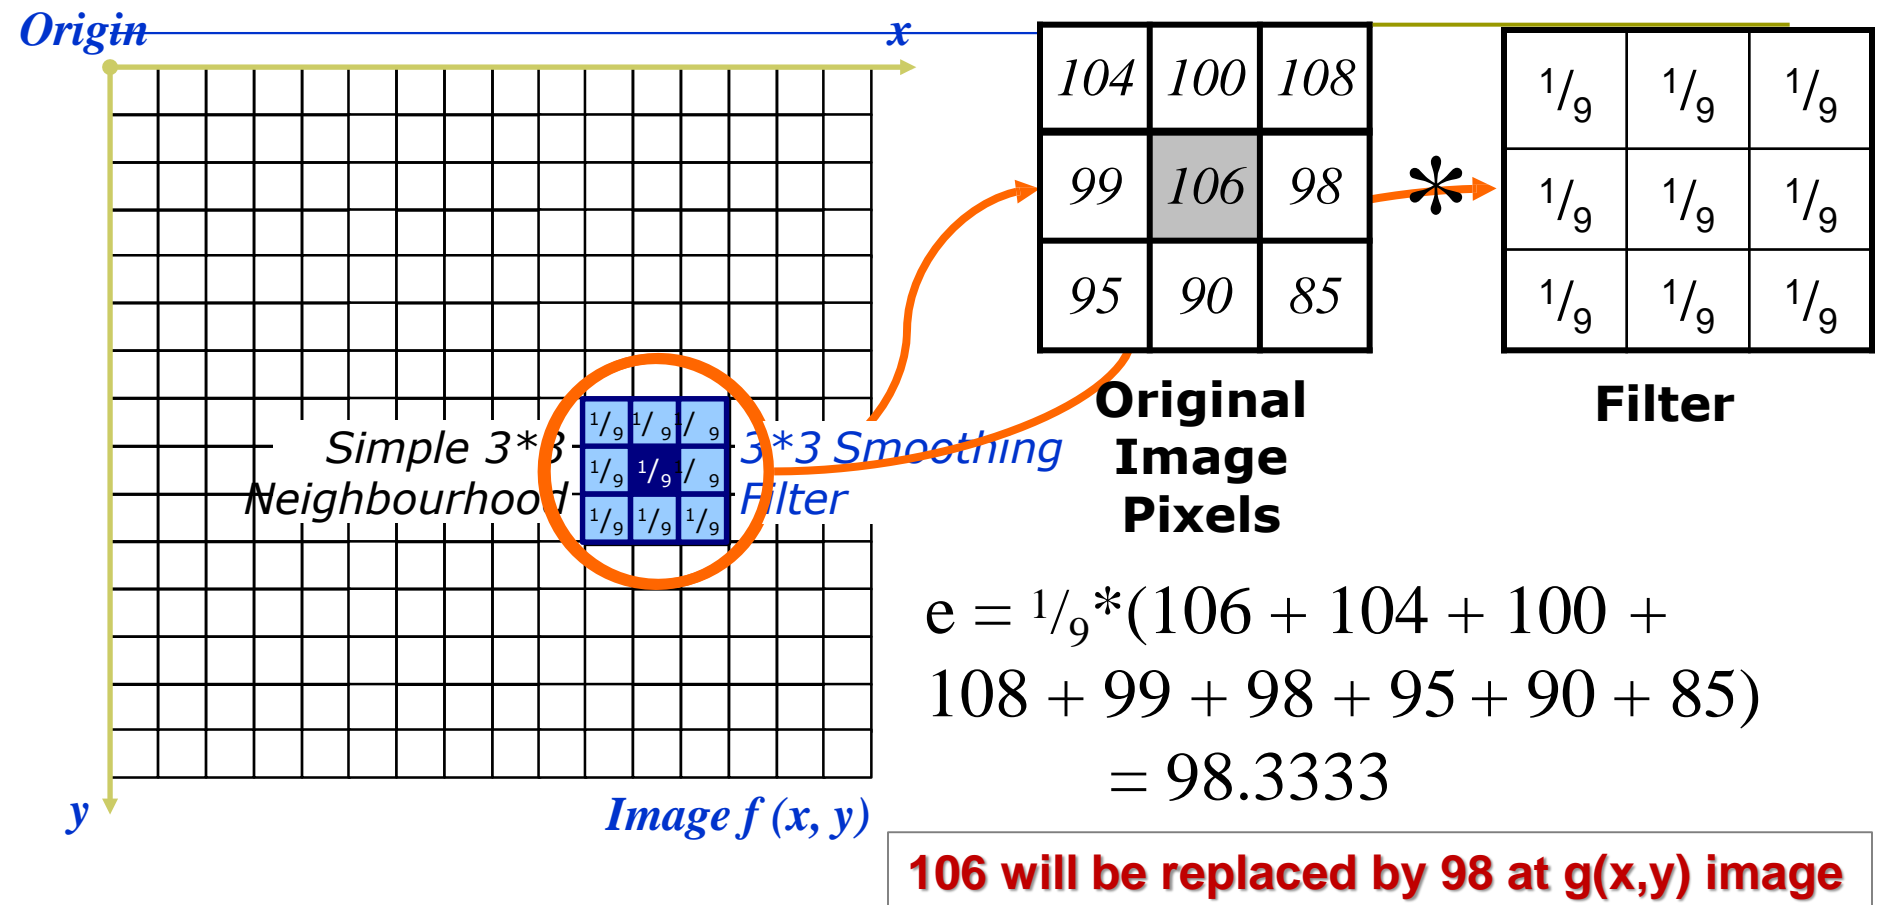 Origin x
104 100 108
99 106 98
95 90 85
*
1/9 1/9 1/9
1/9 1/9 1/9
1/9 1/9 1/9
Original
Image
Pixels
Filter
Simple 3*3
Neighbourhood
1/9 1/9 1/9
1/9 1/9 1/9
1/9 1/9 1/9
3*3 Smoothing
Filter
e = 1/9*(106 + 104 + 100 +
108 + 99 + 98 + 95 + 90 + 85)
= 98.3333
y
Image f (x, y)
106 will be replaced by 98 at g(x,y) image